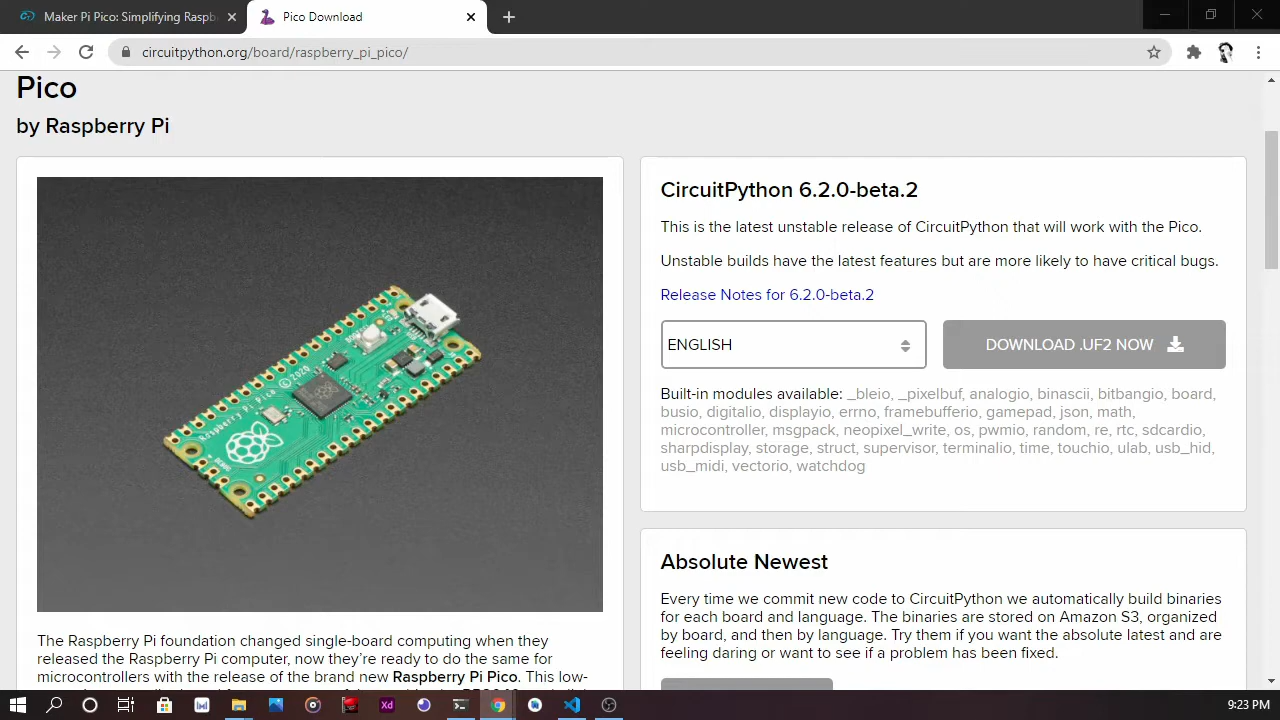 Maker Pi Pico: Simplifying Raspb
Pico Download
circuitpython.org/board/raspberry_pi_pico/
Pico
by Raspberry Pi
Raspberry Pi Pico ©2020
CircuitPython 6.2.0-beta.2
This is the latest unstable release of CircuitPython that will work with the Pico.
Unstable builds have the latest features but are more likely to have critical bugs.
Release Notes for 6.2.0-beta.2
ENGLISH
DOWNLOAD .UF2 NOW
Built-in modules available: _bleio, _pixelbuf, analogio, binascii, bitbangio, board,
busio, digitalio, displayio, errno, framebufferio, gamepad, json, math,
microcontroller, msgpack, neopixel_write, os, pwmio, random, re, rtc, sdcardio,
sharpdisplay, storage, struct, supervisor, terminalio, time, touchio, ulab, usb_hid,
usb_midi, vectorio, watchdog
Absolute Newest
Every time we commit new code to CircuitPython we automatically build binaries
for each board and language. The binaries are stored on Amazon S3, organized
by board, and then by language. Try them if you want the absolute latest and are
feeling daring or want to see if a problem has been fixed.
The Raspberry Pi foundation changed single-board computing when they
released the Raspberry Pi computer, now they're ready to do the same for
microcontrollers with the release of the brand new Raspberry Pi Pico. This low-
Xd
9:23 PM